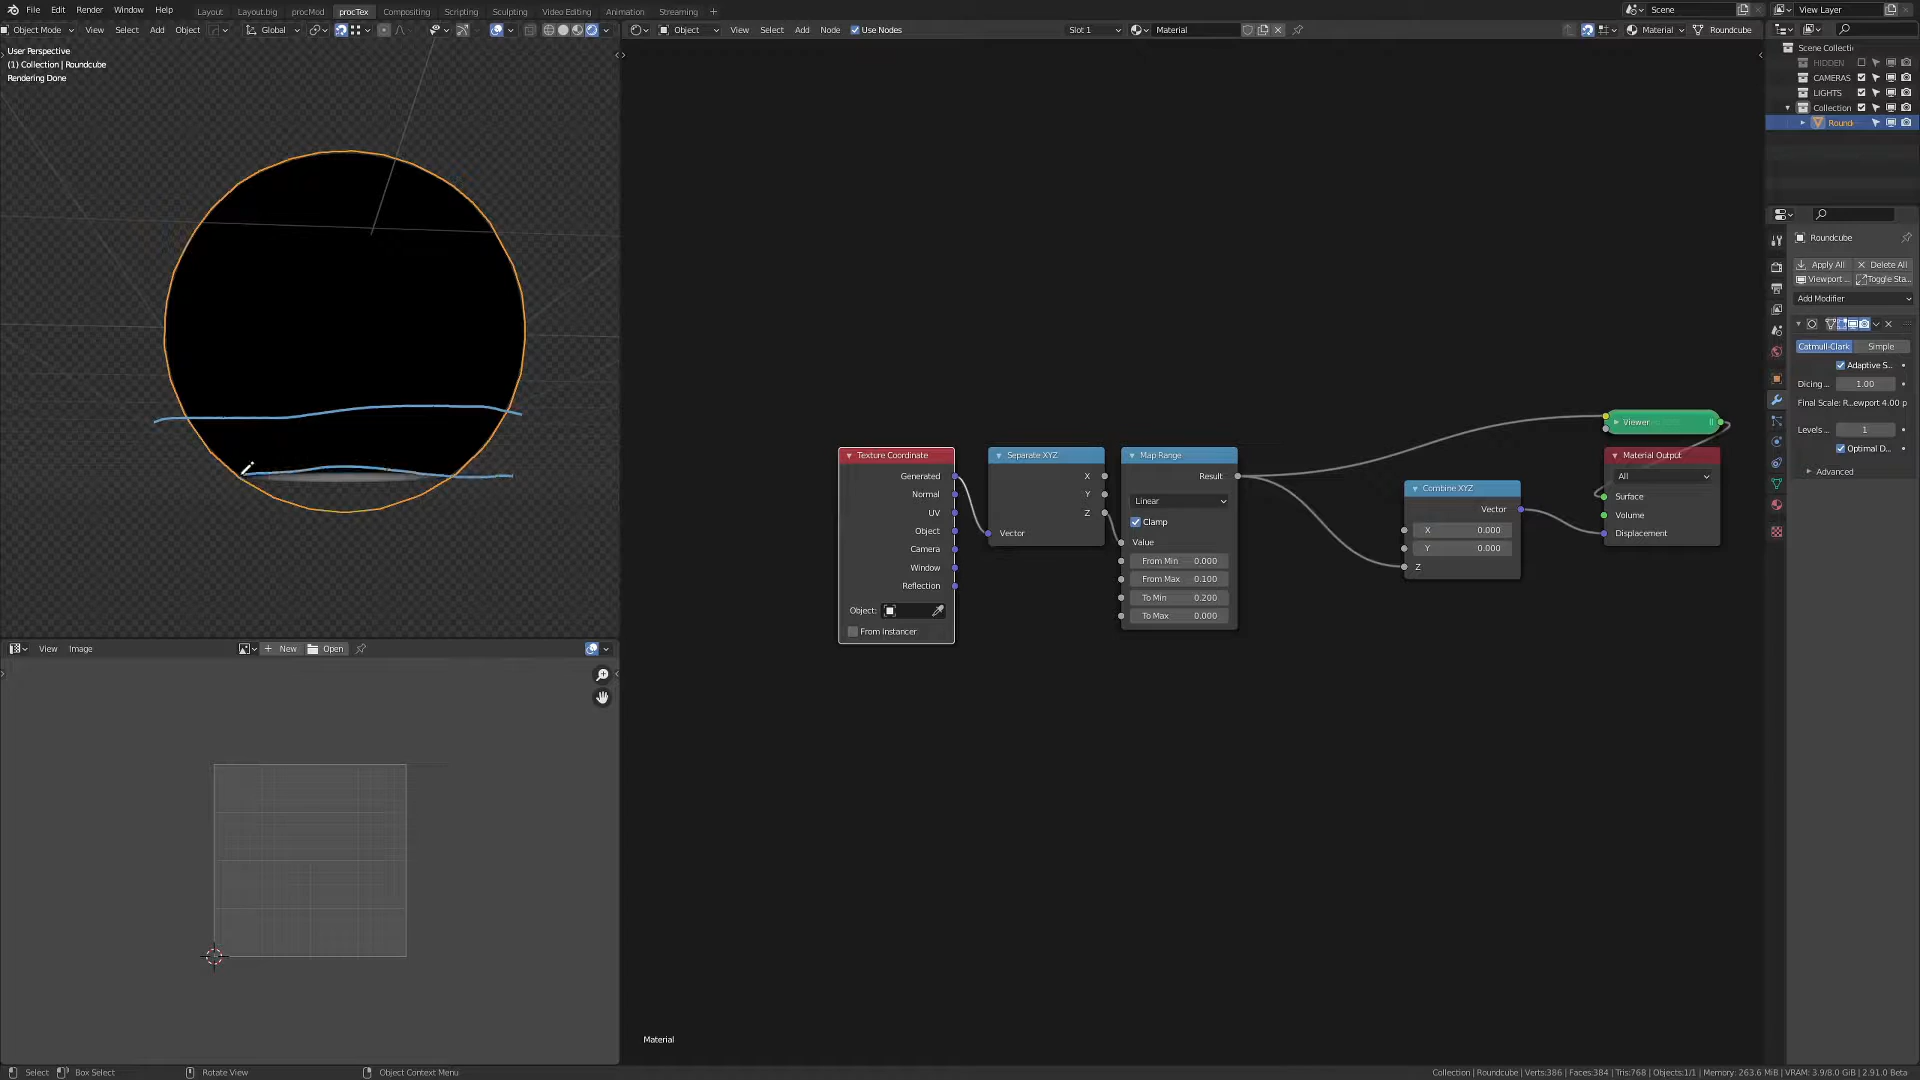 File Edit Render Window Help Layout Layout.big procMod procTex Compositing Scripting Sculpting Video Editing Animation Streaming + Scene View Layer
Object Mode View Select Add Object Global
Object View Select Add Node Use Nodes Slot 1 Material Material Roundcube
User Perspective
(1) Collection | Roundcube
Rendering Done
Scene Collecti
HIDDEN
CAMERAS
LIGHTS
Collection
Round
Roundcube
Apply All Delete All
Viewport ... Toggle Sta...
Add Modifier
Catmull-Clark Simple
Adaptive S...
Dicing ... 1.00
Final Scale: R...ewport 4.00 p
Levels ... 1
Optimal D...
Advanced
Texture Coordinate
Generated
Normal
UV
Object
Camera
Window
Reflection
Object:
From Instancer
Separate XYZ
X
Y
Z
Vector
Map Range
Result
Linear
Clamp
Value
From Min 0.000
From Max 0.100
To Min 0.200
To Max 0.000
Combine XYZ
Vector
X 0.000
Y 0.000
Z
Viewer
Material Output
All
Surface
Volume
Displacement
View Image + New Open
Material
Select Box Select Rotate View Object Context Menu
Collection | Roundcube | Verts:386 | Faces:384 | Tris:768 | Objects:1/1 | Memory: 263.6 MiB | VRAM: 3.9/8.0 GiB | 2.91.0 Beta